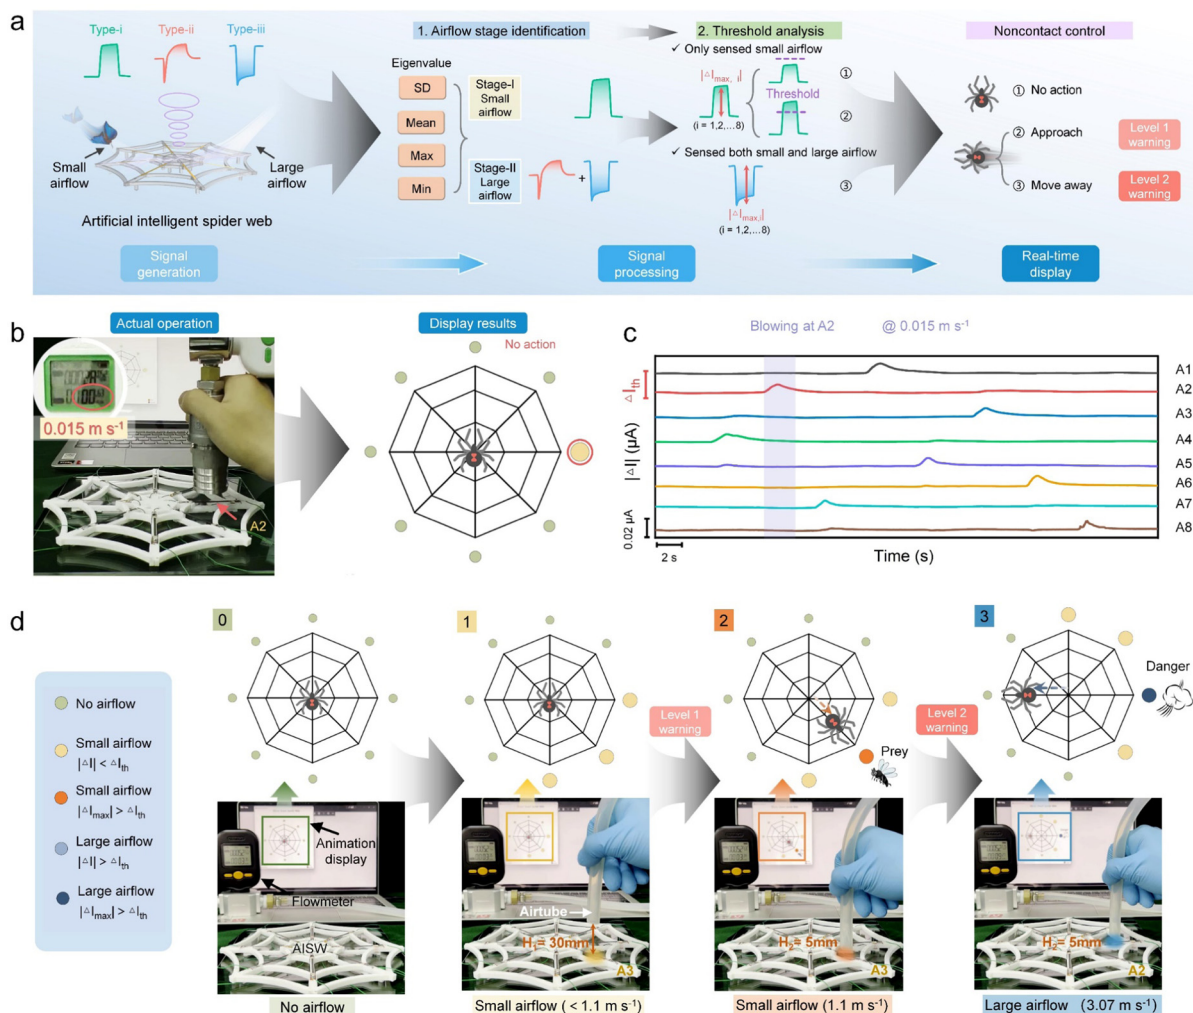 a
Type-i
Type-ii
Type-iii
Small
airflow
Large
airflow
Artificial intelligent spider web
Signal
generation
1. Airflow stage identification
Eigenvalue
SD
Mean
Max
Min
Stage-I
Small
airflow
Stage-II
Large
airflow
+
Signal
processing
2. Threshold analysis
✓ Only sensed small airflow
|△Imax, i|
(i = 1,2,...8)
Threshold
①
②
✓ Sensed both small and large airflow
③
|△Imax,i|
(i = 1,2,...8)
Noncontact control
① No action
② Approach
Level 1
warning
③ Move away
Level 2
warning
Real-time
display
b
Actual operation
0.015 m s⁻¹
A2
Display results
No action
c
Blowing at A2 @ 0.015 m s⁻¹
△Ith
|△I| (µA)
0.02 µA
A1
A2
A3
A4
A5
A6
A7
A8
2 s
Time (s)
d
No airflow
Small airflow
|△I| < △Ith
Small airflow
|△Imax| > △Ith
Large airflow
|△I| > △Ith
Large airflow
|△Imax| > △Ith
0
1
2
3
Level 1
warning
Prey
Level 2
warning
Danger
Animation
display
Flowmeter
AISW
No airflow
Airtube
H₁= 30mm
A3
Small airflow ( < 1.1 m s⁻¹)
H₂= 5mm
A3
Small airflow (1.1 m s⁻¹)
H₂= 5mm
A2
Large airflow (3.07 m s⁻¹)